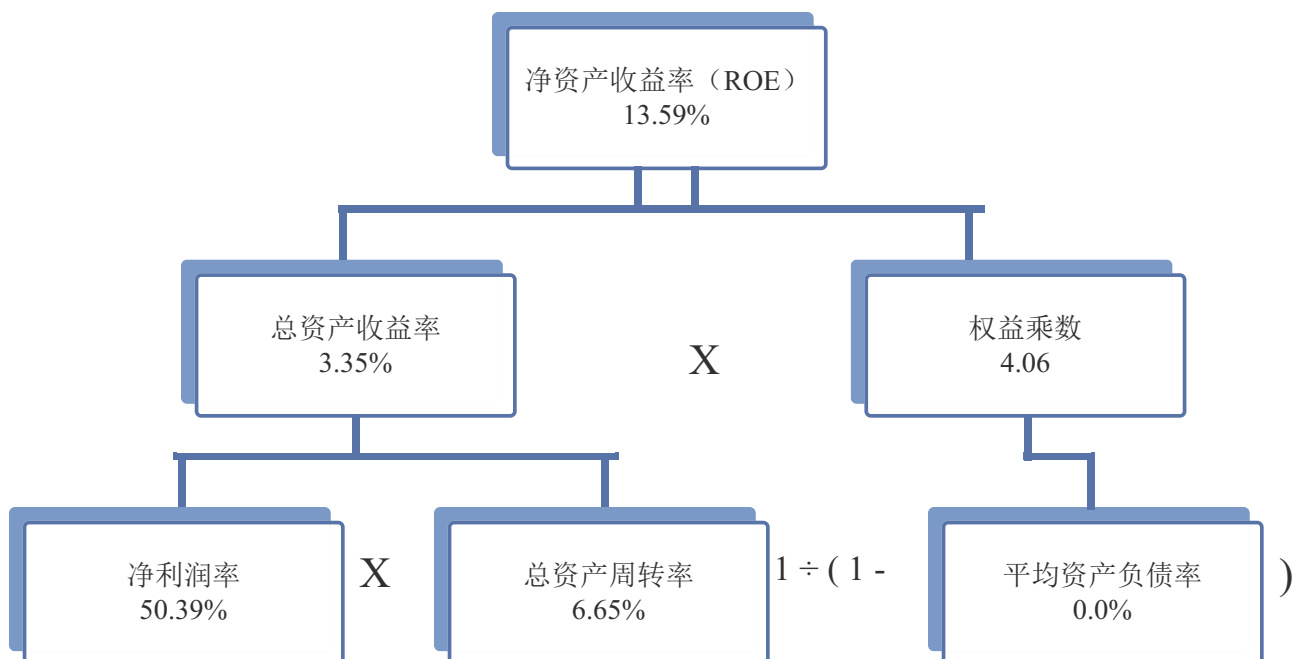 净资产收益率（ROE）
13.59%
总资产收益率
3.35%
X
权益乘数
4.06
净利润率
50.39%
X
总资产周转率
6.65%
1 ÷ ( 1 -
平均资产负债率
0.0%
)